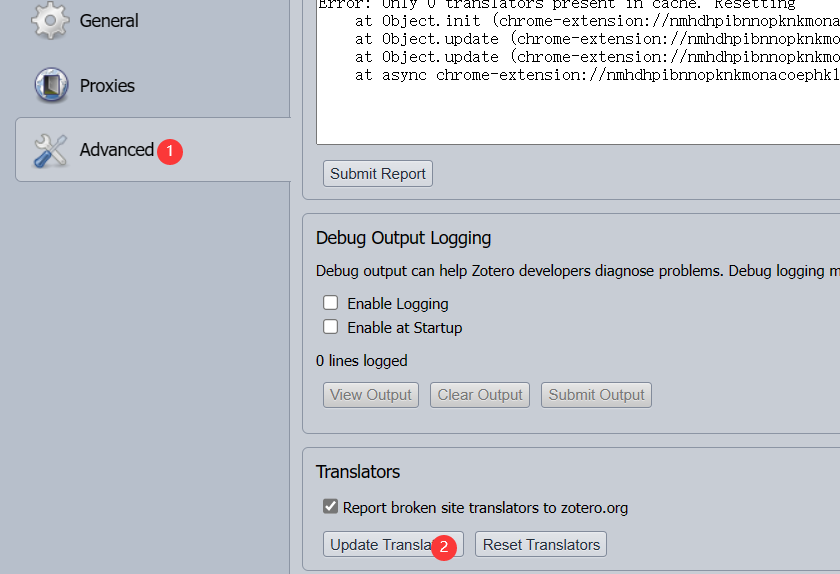 General
Proxies
Advanced 1
Error: Only 0 translators present in cache. Resetting
at Object.init (chrome-extension://nmhdhpibnnopknkmona
at Object.update (chrome-extension://nmhdhpibnnopknkmo
at Object.update (chrome-extension://nmhdhpibnnopknkmo
at async chrome-extension://nmhdhpibnnopknkmonacoephkl
Submit Report
Debug Output Logging
Debug output can help Zotero developers diagnose problems. Debug logging m
Enable Logging
Enable at Startup
0 lines logged
View Output Clear Output Submit Output
Translators
Report broken site translators to zotero.org
Update Transla 2 Reset Translators